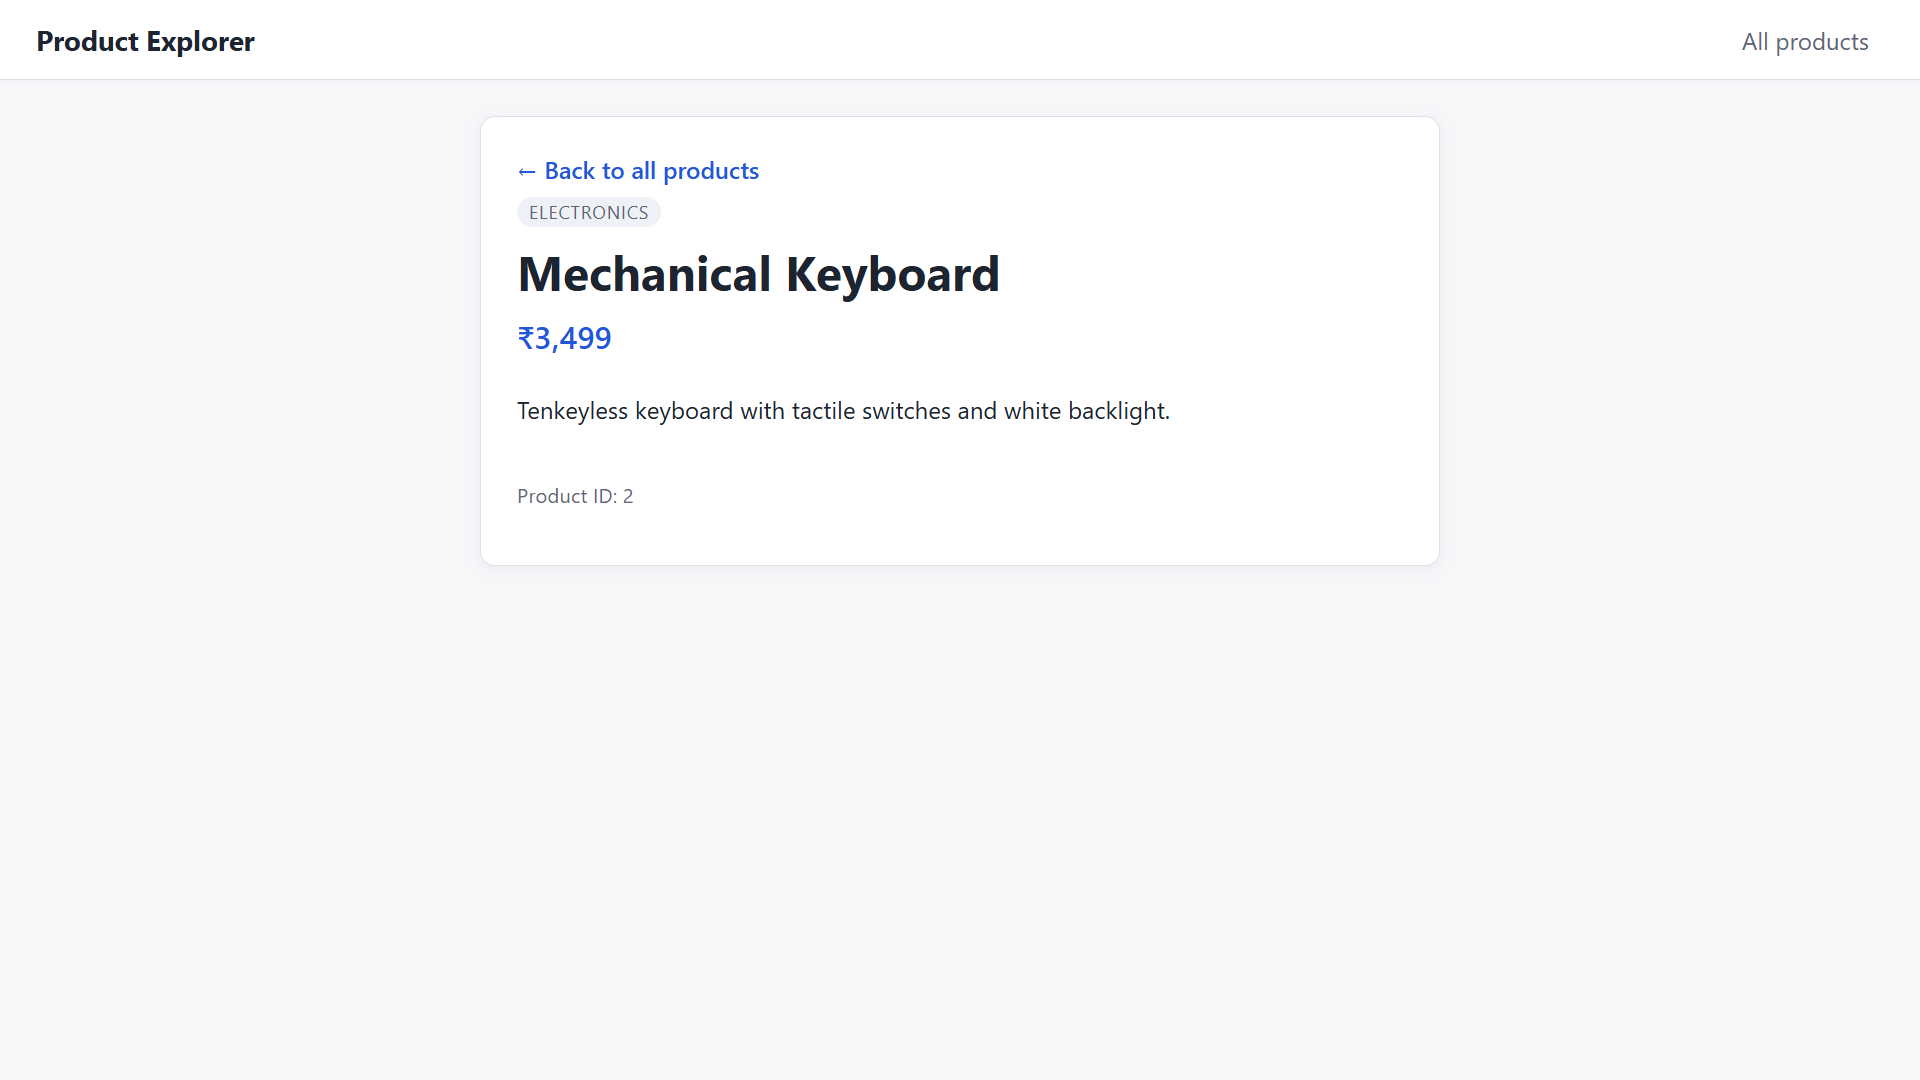 Product Explorer
All products
← Back to all products
ELECTRONICS
Mechanical Keyboard
₹3,499
Tenkeyless keyboard with tactile switches and white backlight.
Product ID: 2